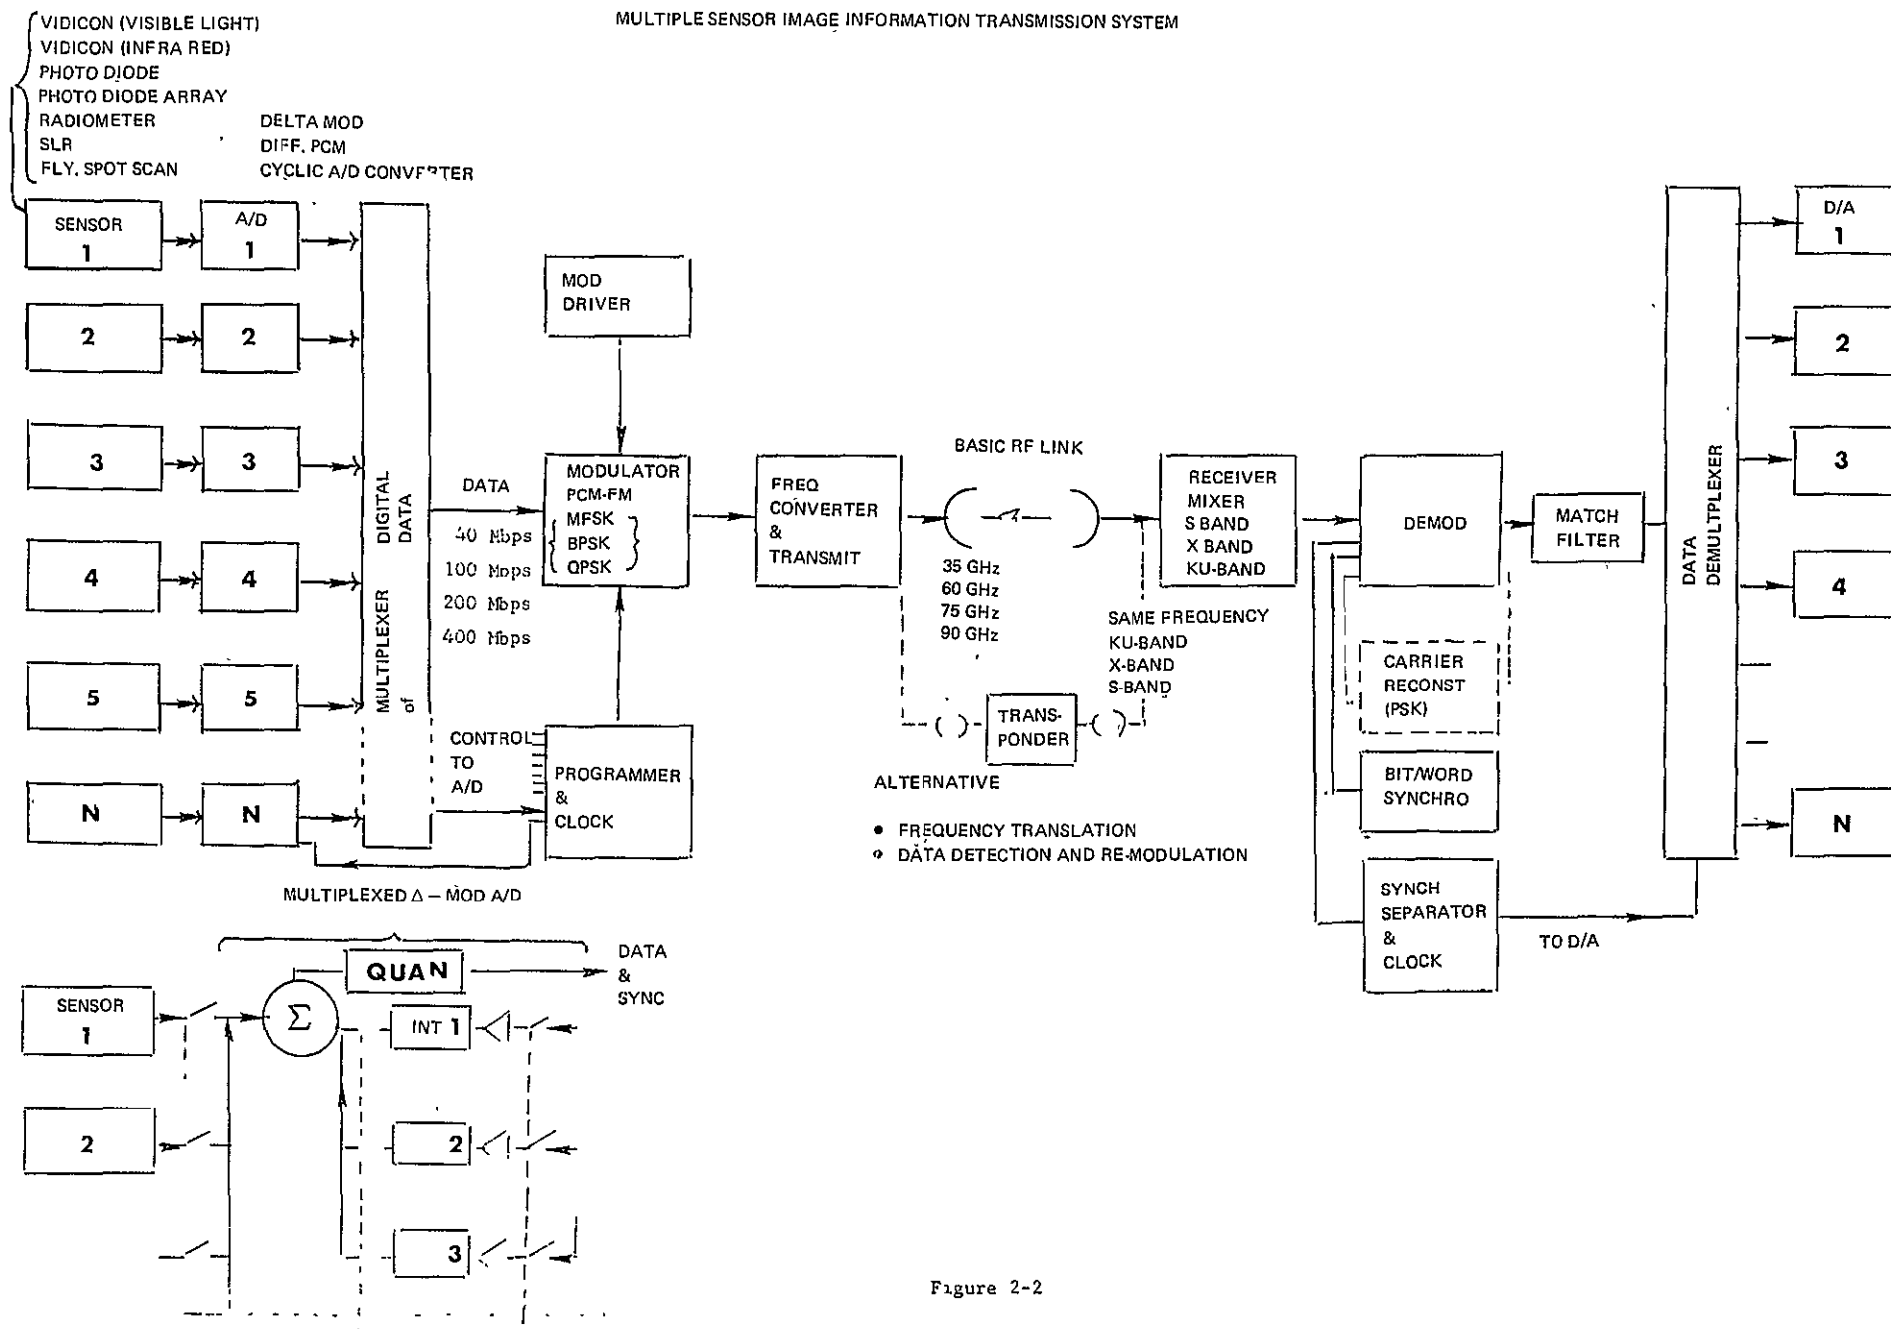 MULTIPLE SENSOR IMAGE INFORMATION TRANSMISSION SYSTEM
VIDICON (VISIBLE LIGHT)
VIDICON (INFRA RED)
PHOTO DIODE
PHOTO DIODE ARRAY
RADIOMETER
SLR
FLY. SPOT SCAN
DELTA MOD
DIFF. PCM
CYCLIC A/D CONVERTER
SENSOR
1
A/D
1
2
2
3
3
4
4
5
5
N
N
MULTIPLEXER
of
DIGITAL
DATA
DATA
40 Mbps
100 Mbps
200 Mbps
400 Mbps
MOD
DRIVER
MODULATOR
PCM-FM
MFSK
BPSK
QPSK
CONTROL
TO
A/D
PROGRAMMER
&
CLOCK
FREQ
CONVERTER
&
TRANSMIT
BASIC RF LINK
35 GHz
60 GHz
75 GHz
90 GHz
SAME FREQUENCY
KU-BAND
X-BAND
S-BAND
TRANS-
PONDER
ALTERNATIVE
• FREQUENCY TRANSLATION
• DATA DETECTION AND RE-MODULATION
RECEIVER
MIXER
S BAND
X BAND
KU-BAND
DEMOD
MATCH
FILTER
CARRIER
RECONST
(PSK)
BIT/WORD
SYNCHRO
SYNCH
SEPARATOR
&
CLOCK
TO D/A
DATA
DEMULTPLEXER
D/A
1
2
3
4
N
MULTIPLEXED Δ – MOD A/D
QUAN
DATA
&
SYNC
SENSOR
1
Σ
INT 1
2
2
3
Figure 2-2